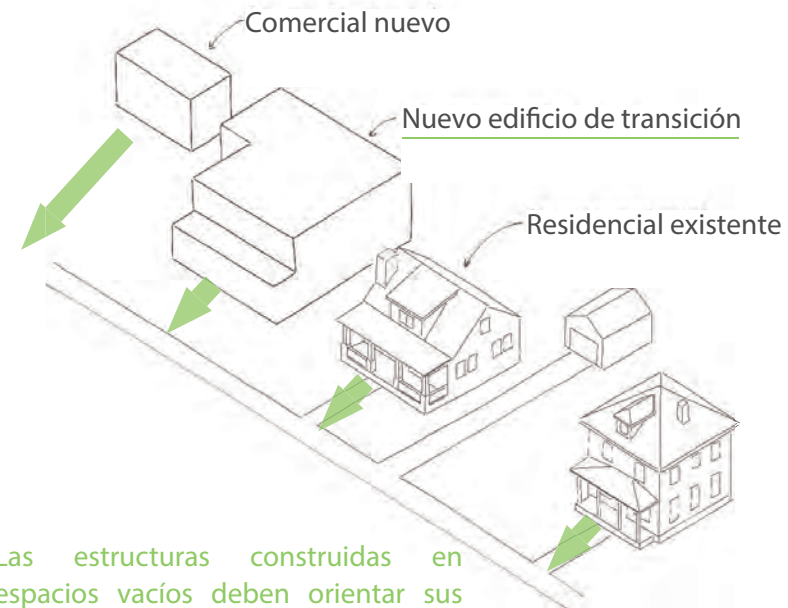 Comercial nuevo
Nuevo edificio de transición
Residencial existente
Las estructuras construidas en
espacios vacíos deben orientar sus